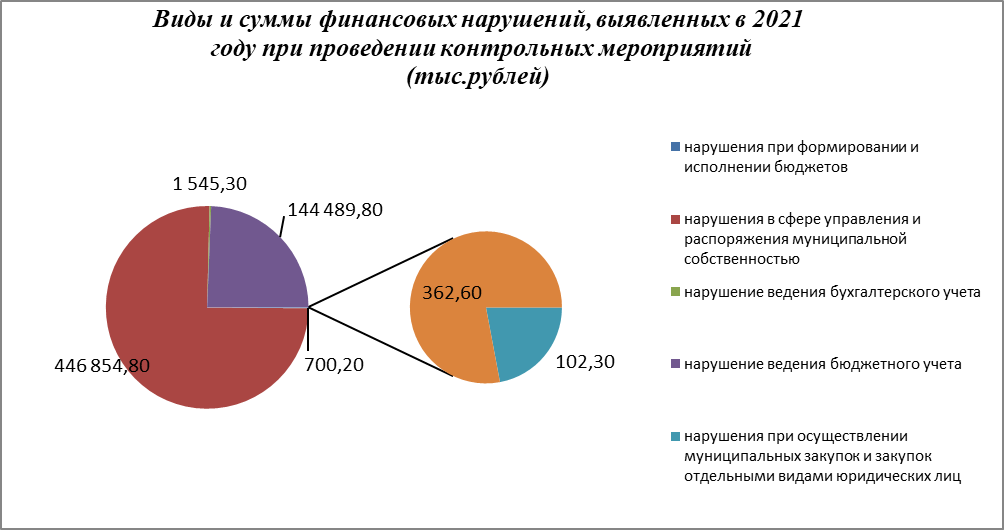 Виды и суммы финансовых нарушений, выявленных в 2021
году при проведении контрольных мероприятий
(тыс.рублей)
1 545,30
144 489,80
446 854,80
700,20
362,60
102,30
нарушения при формировании и
исполнении бюджетов
нарушения в сфере управления и
распоряжения муниципальной
собственностью
нарушение ведения бухгалтерского учета
нарушение ведения бюджетного учета
нарушения при осуществлении
муниципальных закупок и закупок
отдельными видами юридических лиц